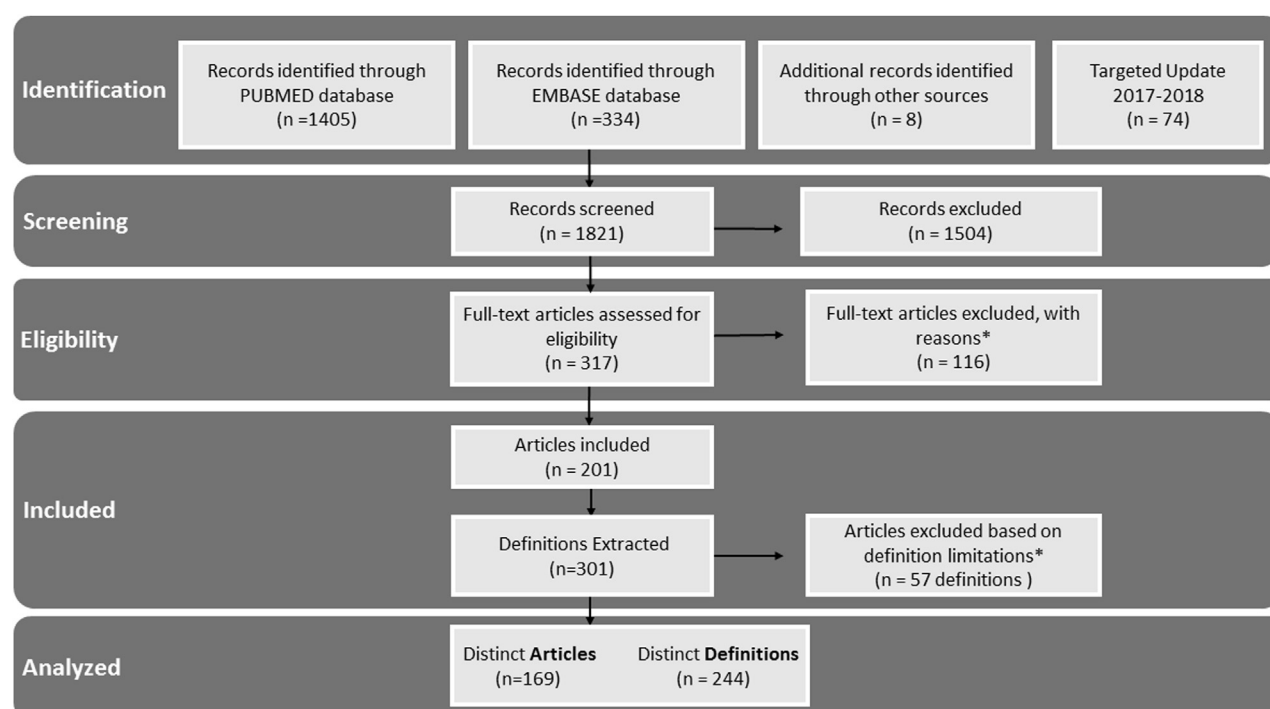 Identification
Records identified through
PUBMED database
(n =1405)
Records identified through
EMBASE database
(n =334)
Additional records identified
through other sources
(n = 8)
Targeted Update
2017-2018
(n = 74)
Screening
Records screened
(n = 1821)
Records excluded
(n = 1504)
Eligibility
Full-text articles assessed for
eligibility
(n = 317)
Full-text articles excluded, with
reasons*
(n = 116)
Included
Articles included
(n = 201)
Definitions Extracted
(n=301)
Articles excluded based on
definition limitations*
(n = 57 definitions )
Analyzed
Distinct Articles
(n=169)
Distinct Definitions
(n = 244)